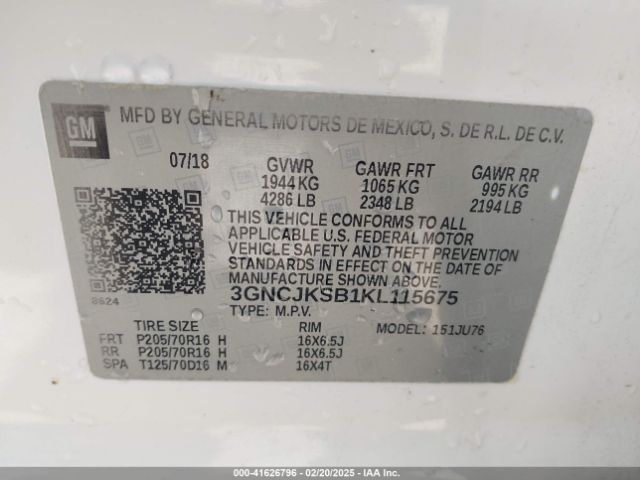 GM
MFD BY GENERAL MOTORS DE MEXICO, S. DE R.L. DE C.V.
07/18 GVWR GAWR FRT GAWR RR
1944 KG 1065 KG 995 KG
4286 LB 2348 LB 2194 LB
THIS VEHICLE CONFORMS TO ALL
APPLICABLE U.S. FEDERAL MOTOR
VEHICLE SAFETY AND THEFT PREVENTION
STANDARDS IN EFFECT ON THE DATE OF
MANUFACTURE SHOWN ABOVE.
8624 3GNCJKSB1KL115675
TYPE: M.P.V.
TIRE SIZE RIM MODEL: 151JU76
FRT P205/70R16 H 16X6.5J
RR P205/70R16 H 16X6.5J
SPA T125/70D16 M 16X4T
000-41626796 - 02/20/2025 - IAAI.COM